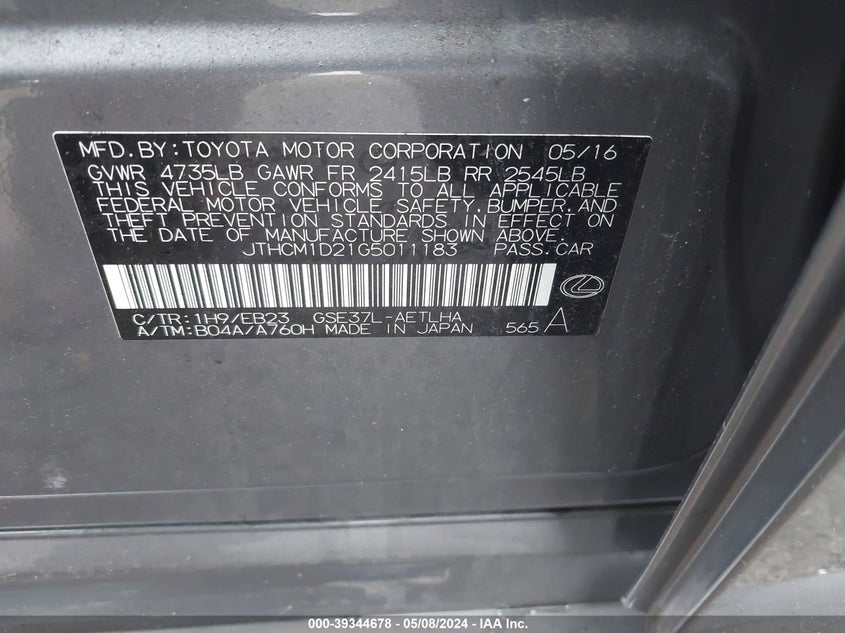 MFD.BY:TOYOTA MOTOR CORPORATION 05/16
GVWR 4735LB GAWR FR 2415LB RR 2545LB
THIS VEHICLE CONFORMS TO ALL APPLICABLE
FEDERAL MOTOR VEHICLE SAFETY, BUMPER, AND
THEFT PREVENTION STANDARDS IN EFFECT ON
THE DATE OF MANUFACTURE SHOWN ABOVE.
JTHCM1D21G5011183 PASS.CAR
C/TR:1H9/EB23 GSE37L-AETLHA
A/TM:B04A/A760H MADE IN JAPAN 565 A
000-39344678 - 05/08/2024 - IAA Inc.